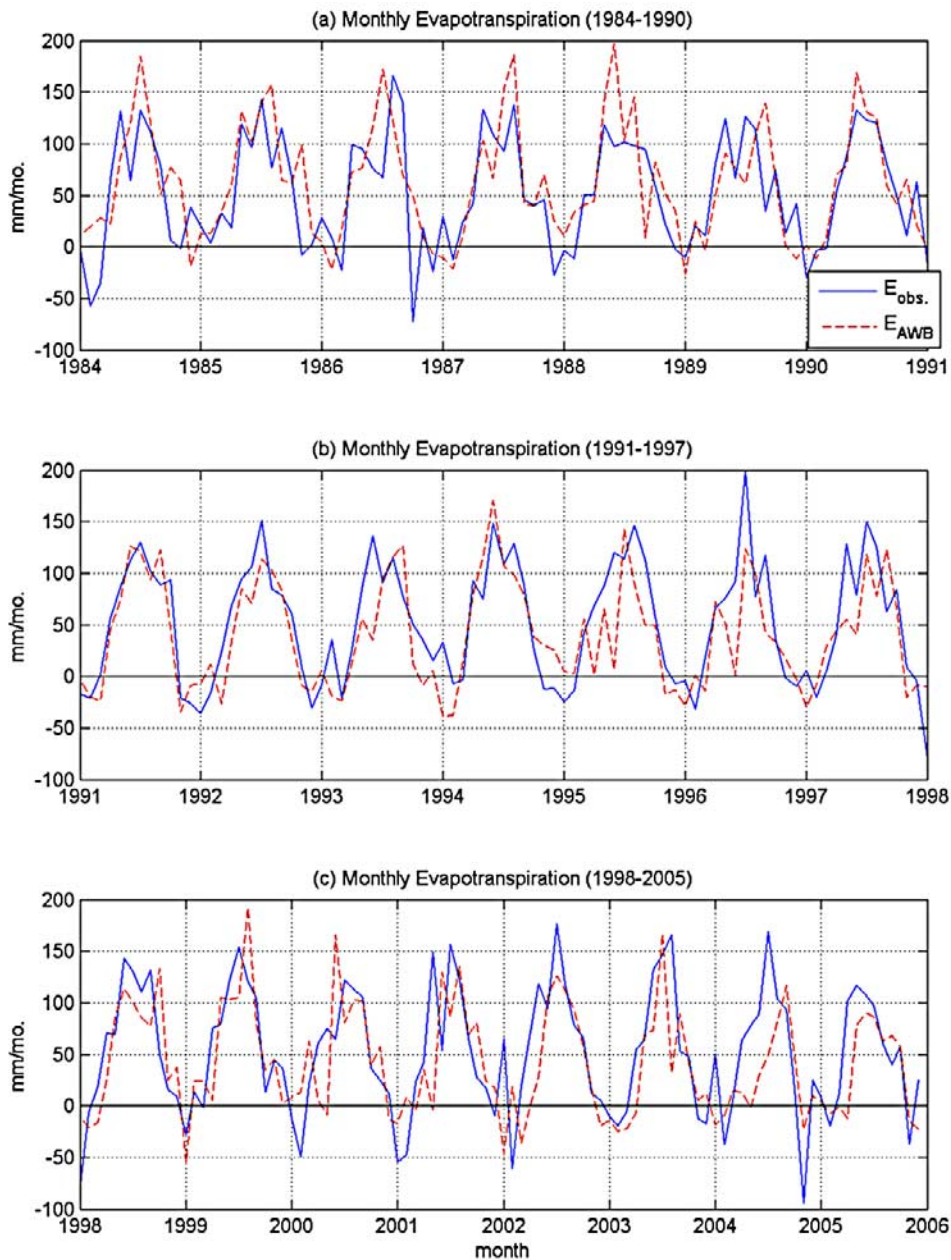 (a) Monthly Evapotranspiration (1984-1990)
200
150
100
50
0
-50
-100
mm/mo.
E obs.
E AWB
1984 1985 1986 1987 1988 1989 1990 1991
(b) Monthly Evapotranspiration (1991-1997)
200
150
100
50
0
-50
-100
mm/mo.
1991 1992 1993 1994 1995 1996 1997 1998
(c) Monthly Evapotranspiration (1998-2005)
200
150
100
50
0
-50
-100
mm/mo.
1998 1999 2000 2001 2002 2003 2004 2005 2006
month